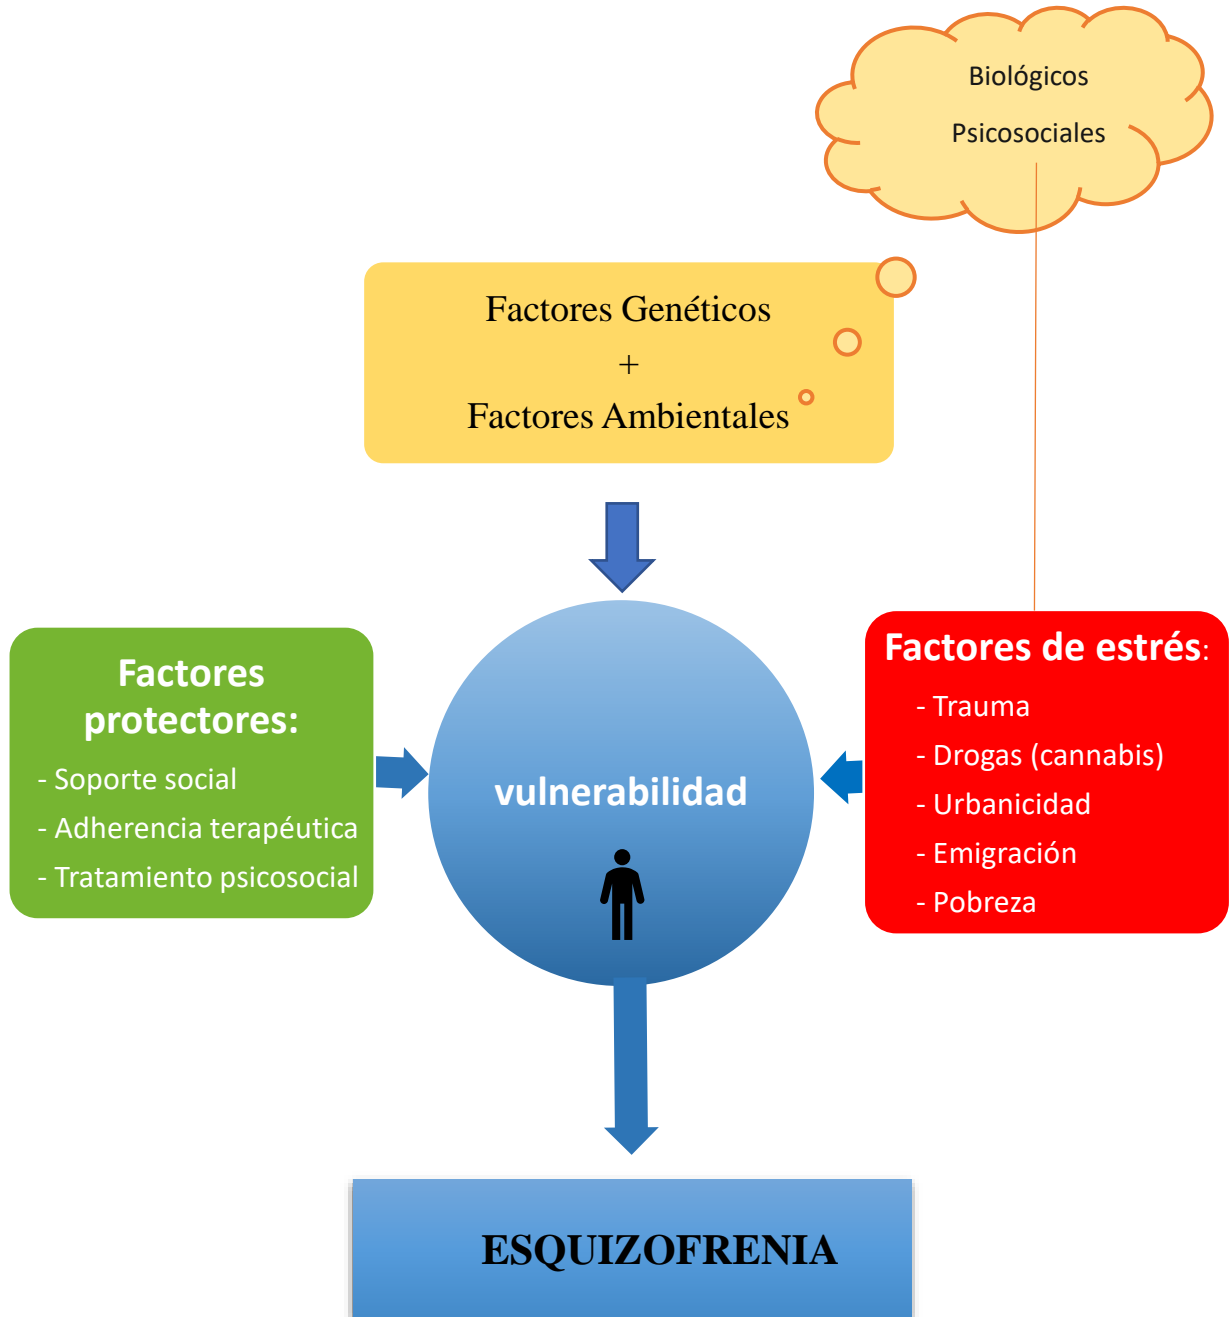 Biológicos
Psicosociales
Factores Genéticos
+
Factores Ambientales
Factores
protectores:
- Soporte social
- Adherencia terapéutica
- Tratamiento psicosocial
vulnerabilidad
Factores de estrés:
- Trauma
- Drogas (cannabis)
- Urbanicidad
- Emigración
- Pobreza
ESQUIZOFRENIA